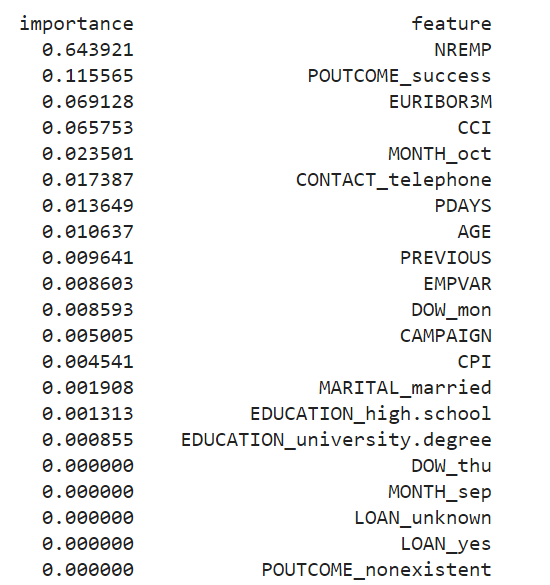 importance feature
0.643921 NREMP
0.115565 POUTCOME_success
0.069128 EURIBOR3M
0.065753 CCI
0.023501 MONTH_oct
0.017387 CONTACT_telephone
0.013649 PDAYS
0.010637 AGE
0.009641 PREVIOUS
0.008603 EMPVAR
0.008593 DOW_mon
0.005005 CAMPAIGN
0.004541 CPI
0.001908 MARITAL_married
0.001313 EDUCATION_high.school
0.000855 EDUCATION_university.degree
0.000000 DOW_thu
0.000000 MONTH_sep
0.000000 LOAN_unknown
0.000000 LOAN_yes
0.000000 POUTCOME_nonexistent